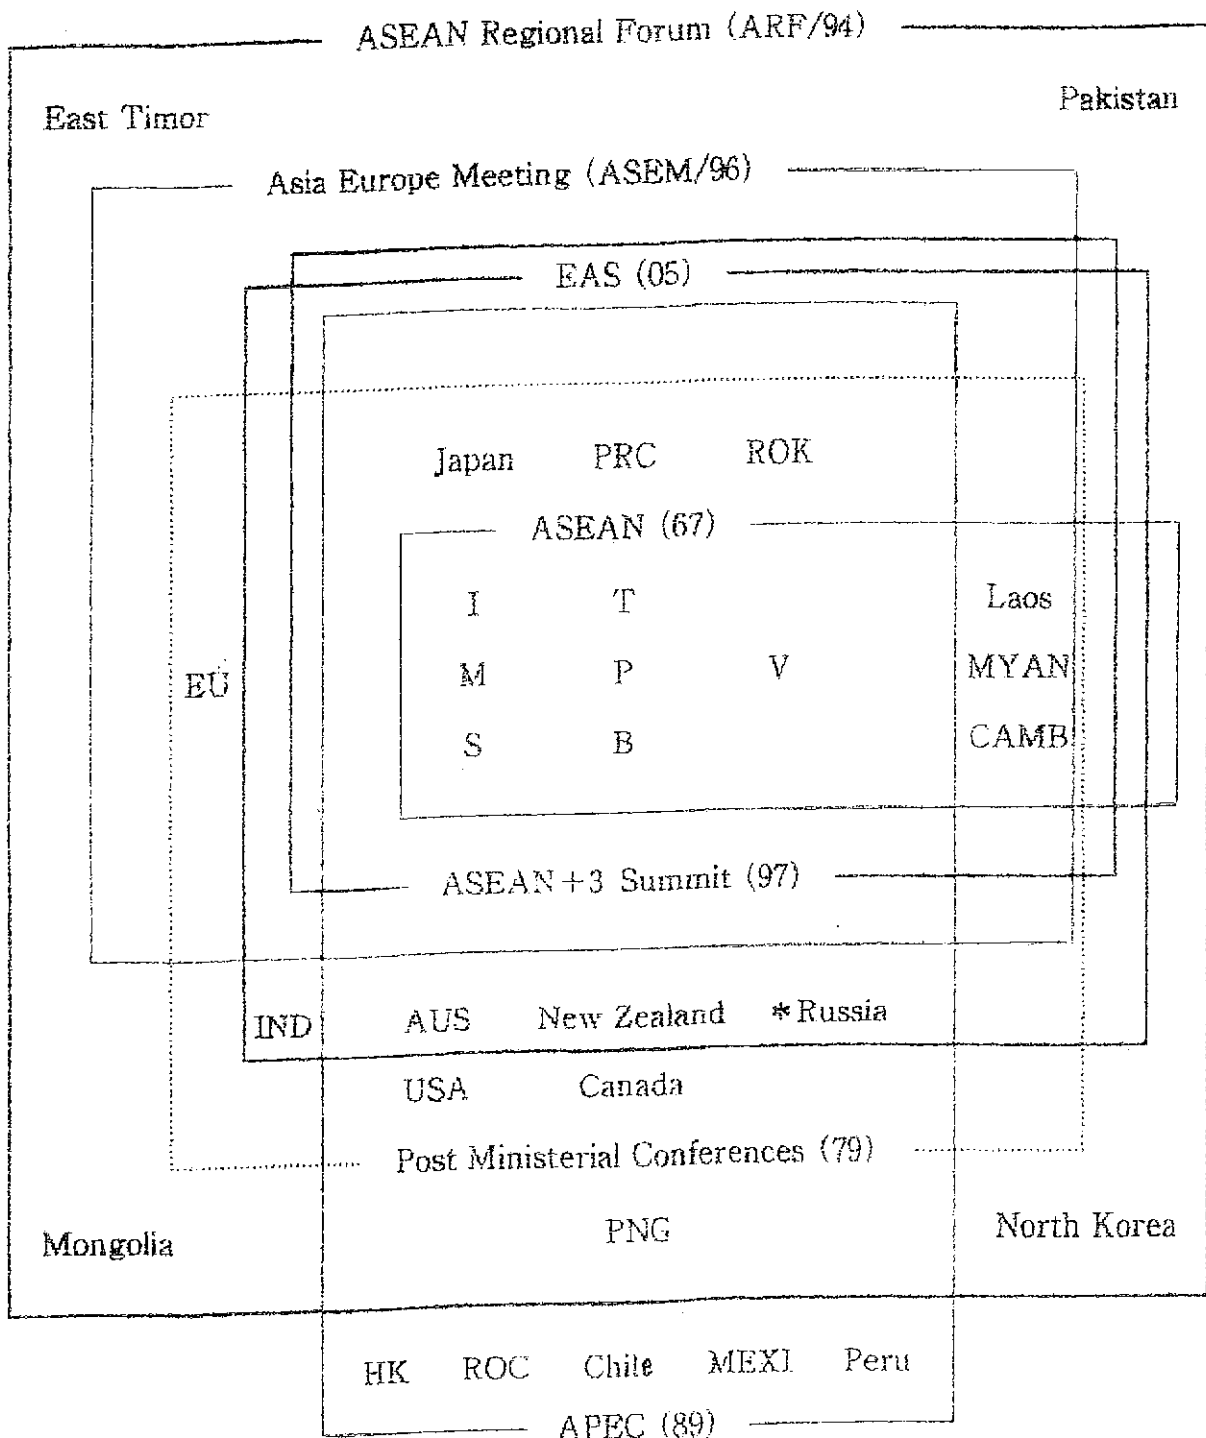 ASEAN Regional Forum (ARF/94)
East Timor Pakistan
Asia Europe Meeting (ASEM/96)
EAS (05)
Japan PRC ROK
ASEAN (67)
I T Laos
EU M P V MYAN
S B CAMB
ASEAN+3 Summit (97)
IND AUS New Zealand *Russia
USA Canada
Post Ministerial Conferences (79)
Mongolia PNG North Korea
HK ROC Chile MEXI Peru
APEC (89)